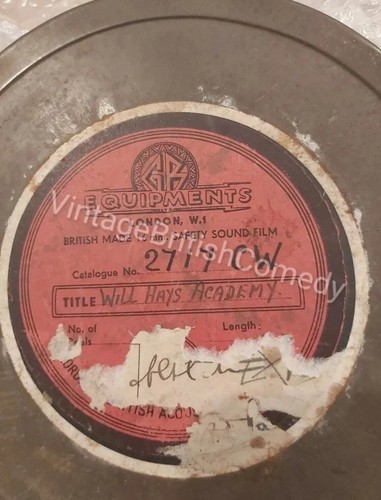 GB
EQUIPMENTS
LONDON, W.1
BRITISH MADE 16 mm. SAFETY SOUND FILM
Catalogue No. 2717 CW
TITLE WILL HAYS ACADEMY.
No. of Length:
VintageBritishComedy